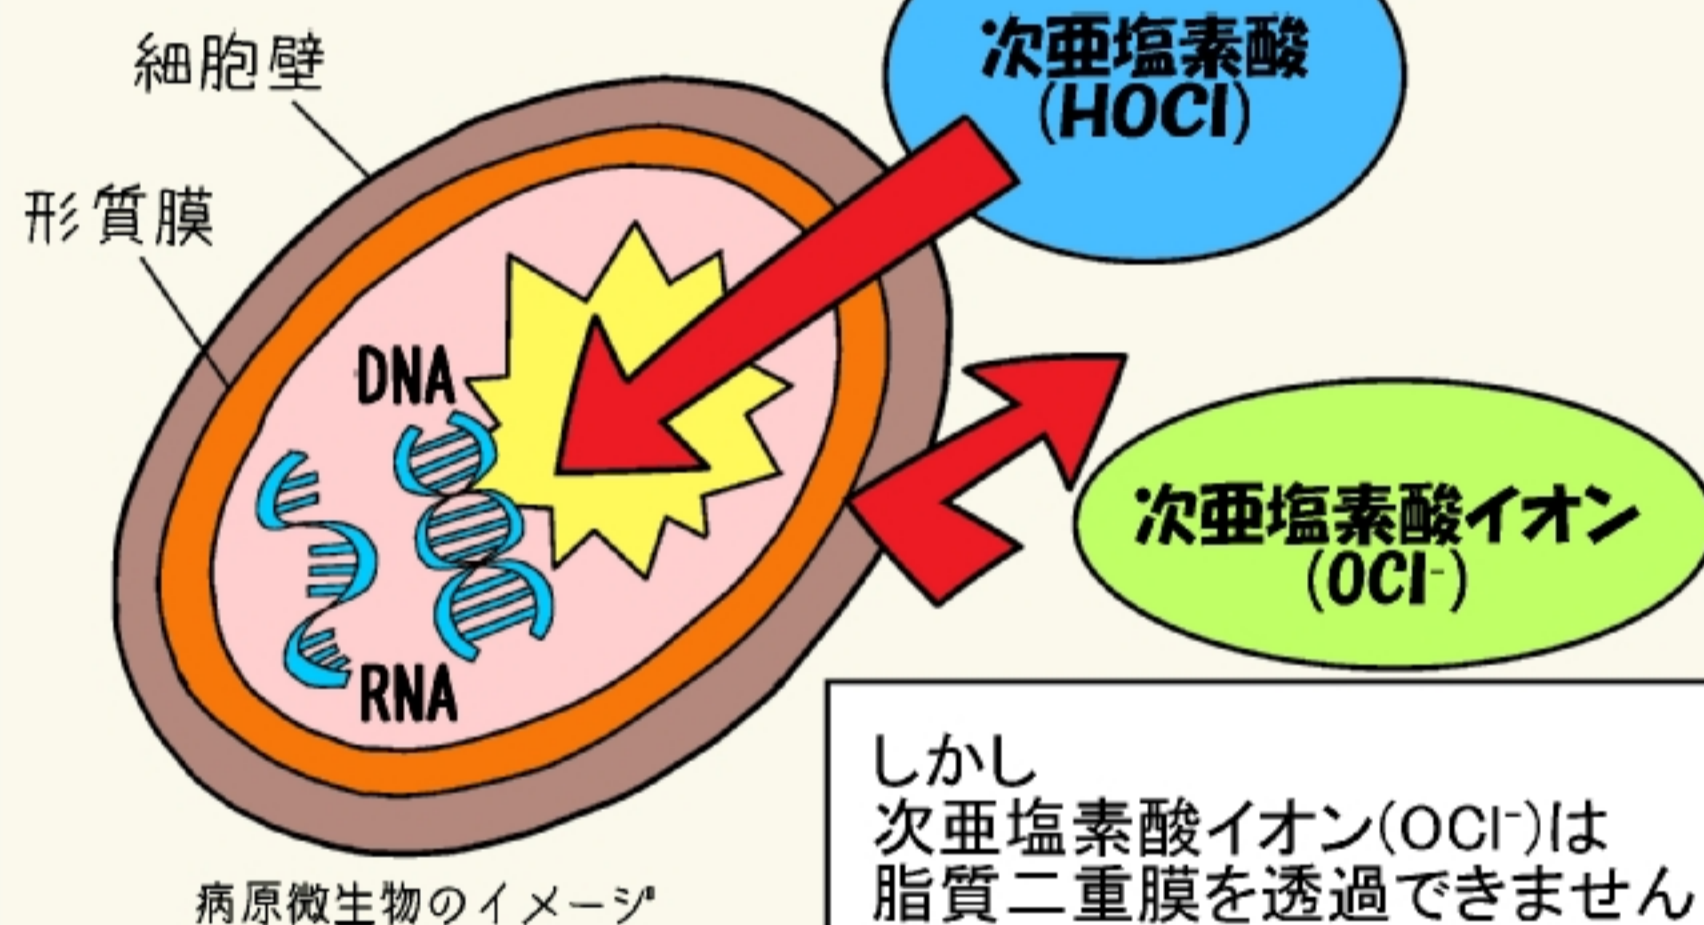 細胞壁
形質膜
次亜塩素酸
(HOCl)
DNA
RNA
次亜塩素酸イオン
(OCl⁻)
しかし
次亜塩素酸イオン(OCl⁻)は
脂質二重膜を透過できません
病原微生物のイメージ